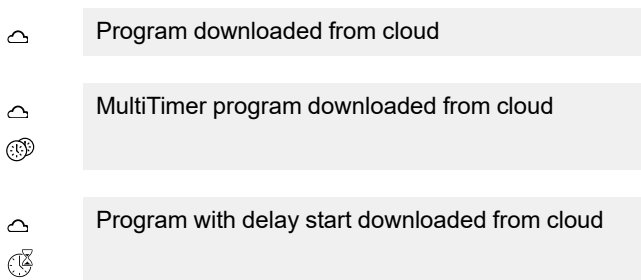 Program downloaded from cloud
MultiTimer program downloaded from cloud
Program with delay start downloaded from cloud